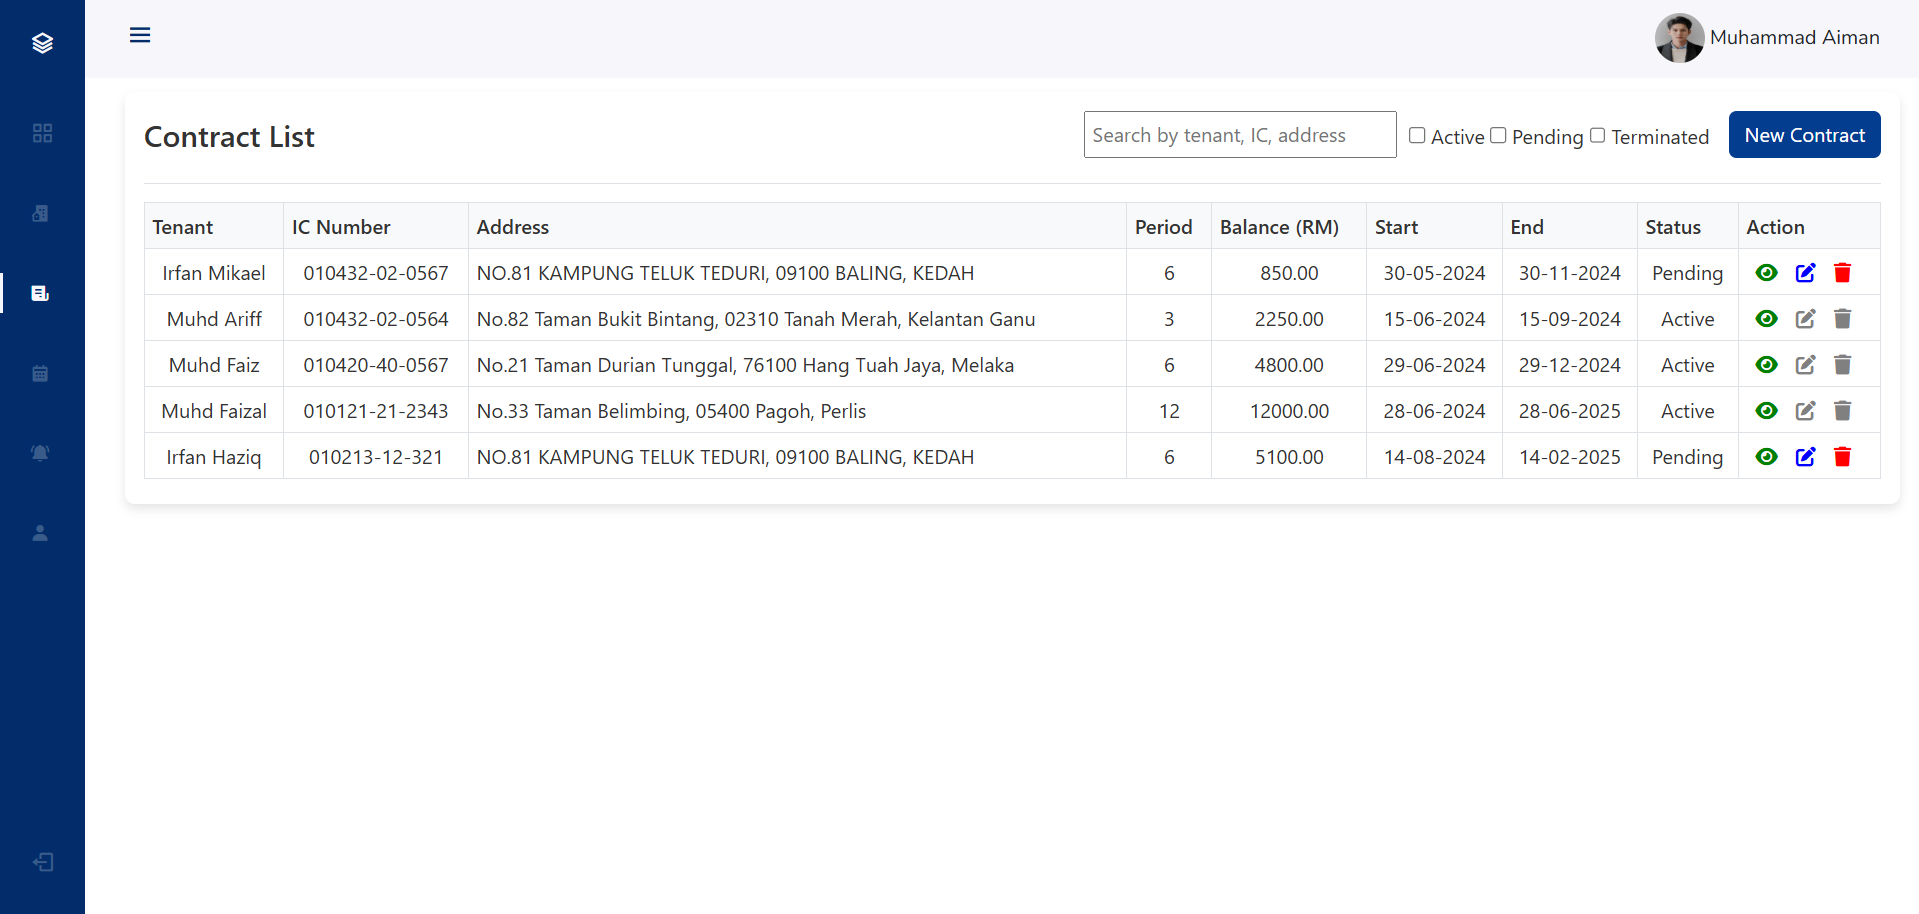 Muhammad Aiman
Contract List
Search by tenant, IC, address
Active Pending Terminated
New Contract
Tenant IC Number Address Period Balance (RM) Start End Status Action
Irfan Mikael 010432-02-0567 NO.81 KAMPUNG TELUK TEDURI, 09100 BALING, KEDAH 6 850.00 30-05-2024 30-11-2024 Pending
Muhd Ariff 010432-02-0564 No.82 Taman Bukit Bintang, 02310 Tanah Merah, Kelantan Ganu 3 2250.00 15-06-2024 15-09-2024 Active
Muhd Faiz 010420-40-0567 No.21 Taman Durian Tunggal, 76100 Hang Tuah Jaya, Melaka 6 4800.00 29-06-2024 29-12-2024 Active
Muhd Faizal 010121-21-2343 No.33 Taman Belimbing, 05400 Pagoh, Perlis 12 12000.00 28-06-2024 28-06-2025 Active
Irfan Haziq 010213-12-321 NO.81 KAMPUNG TELUK TEDURI, 09100 BALING, KEDAH 6 5100.00 14-08-2024 14-02-2025 Pending